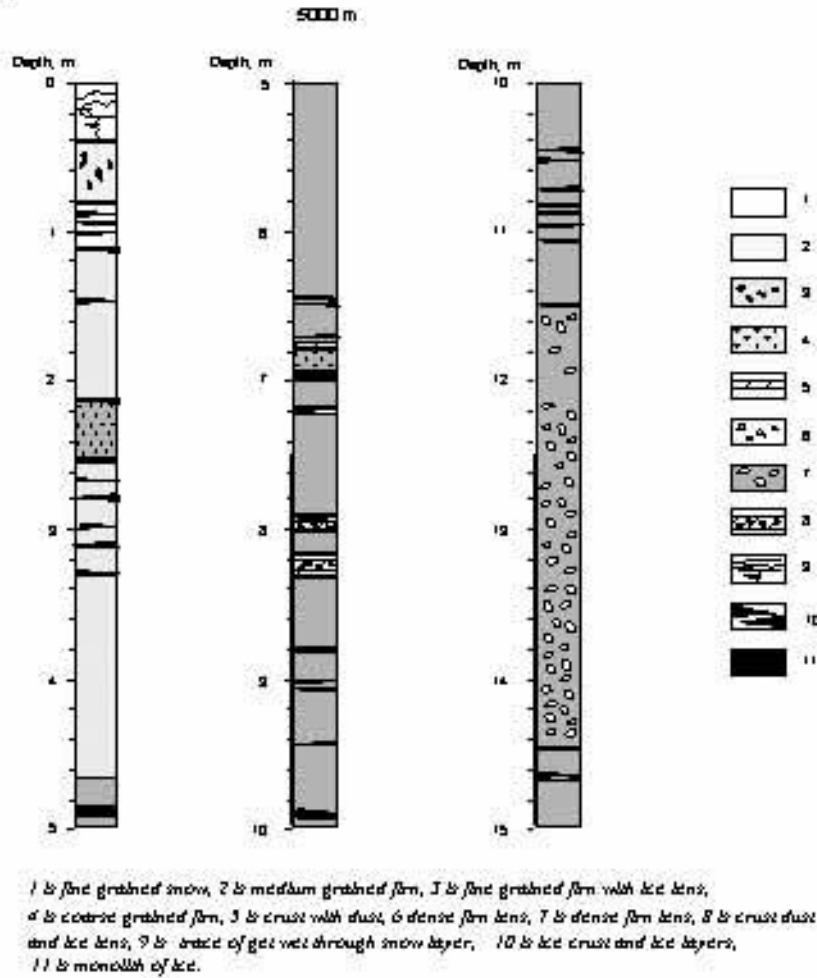 5000 m
Depth, m Depth, m Depth, m
0 5 10
1 6 11
2 7 12
3 8 13
4 9 14
5 10 15
1
2
3
4
5
6
7
8
9
10
11
1 is fine grained snow, 2 is medium grained firn, 3 is fine grained firn with ice lens,
4 is coarse grained firn, 5 is crust with dust, 6 dense firn lens, 7 is dense firn lens, 8 is crust dust
and ice lens, 9 is trace of get wet through snow layer, 10 is ice crust and ice layers,
11 is monolith of ice.